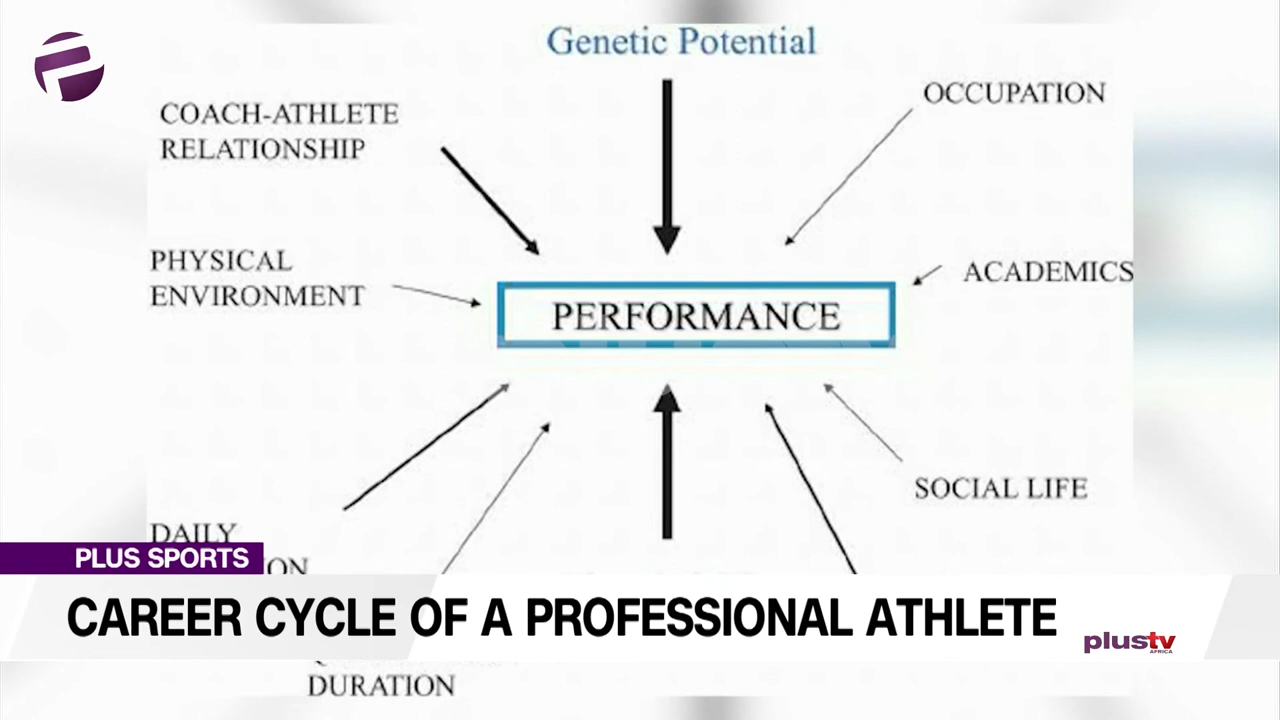 Genetic Potential
OCCUPATION
COACH-ATHLETE
RELATIONSHIP
PHYSICAL
ENVIRONMENT
ACADEMICS
PERFORMANCE
SOCIAL LIFE
DAILY
PLUS SPORTS
CAREER CYCLE OF A PROFESSIONAL ATHLETE
plustv
AFRICA
DURATION